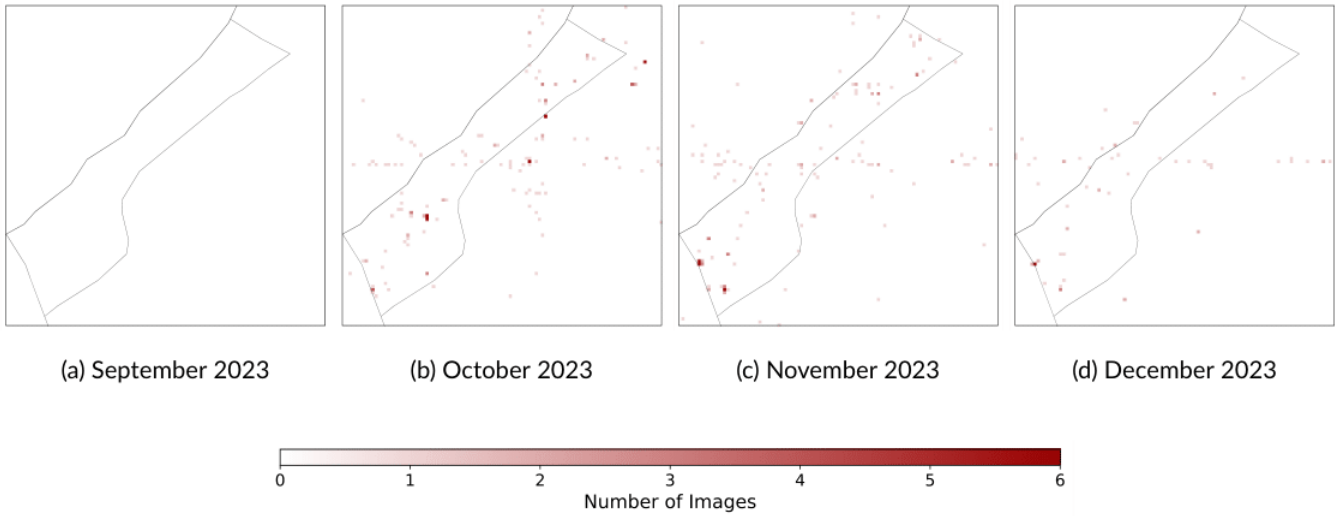 (a) September 2023
(b) October 2023
(c) November 2023
(d) December 2023
0 1 2 3 4 5 6
Number of Images